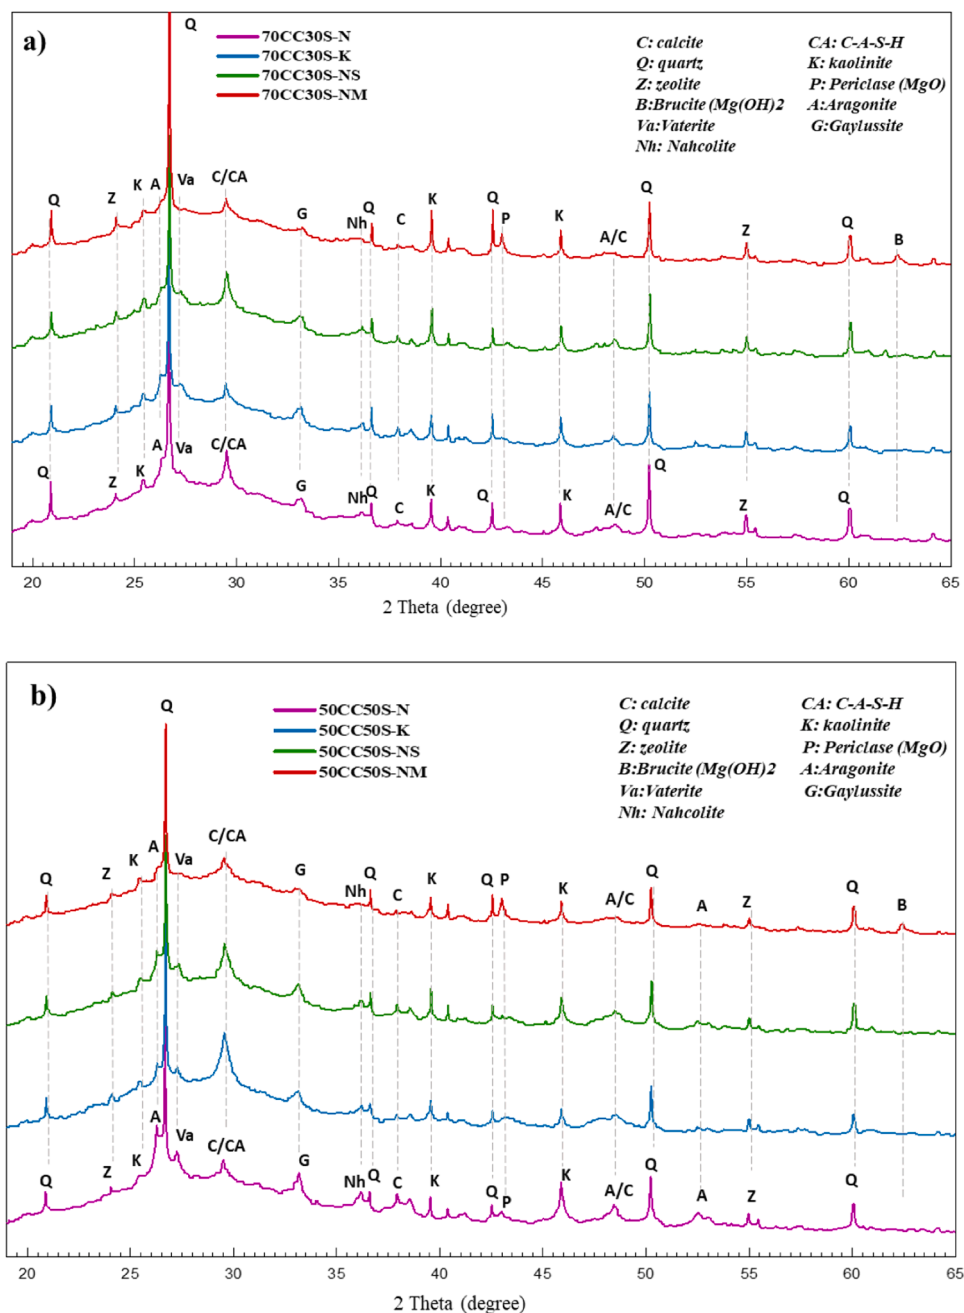 a)
Q
70CC30S-N
70CC30S-K
70CC30S-NS
70CC30S-NM
C: calcite CA: C-A-S-H
Q: quartz K: kaolinite
Z: zeolite P: Periclase (MgO)
B:Brucite (Mg(OH)2 A:Aragonite
Va:Vaterite G:Gaylussite
Nh: Nahcolite
Q Z K A Va C/CA G Nh Q C K Q P K A/C Q Z Q B
Q Z K A Va C/CA G Nh Q C K Q K A/C Q Z Q
20 25 30 35 40 45 50 55 60 65
2 Theta (degree)
b)
Q
50CC50S-N
50CC50S-K
50CC50S-NS
50CC50S-NM
C: calcite CA: C-A-S-H
Q: quartz K: kaolinite
Z: zeolite P: Periclase (MgO)
B:Brucite (Mg(OH)2 A:Aragonite
Va:Vaterite G:Gaylussite
Nh: Nahcolite
Q Z K A Va C/CA G Nh Q C K Q P K A/C Q A Z Q B
Q Z K A Va C/CA G Nh Q C K Q P K A/C Q A Z Q
20 25 30 35 40 45 50 55 60 65
2 Theta (degree)